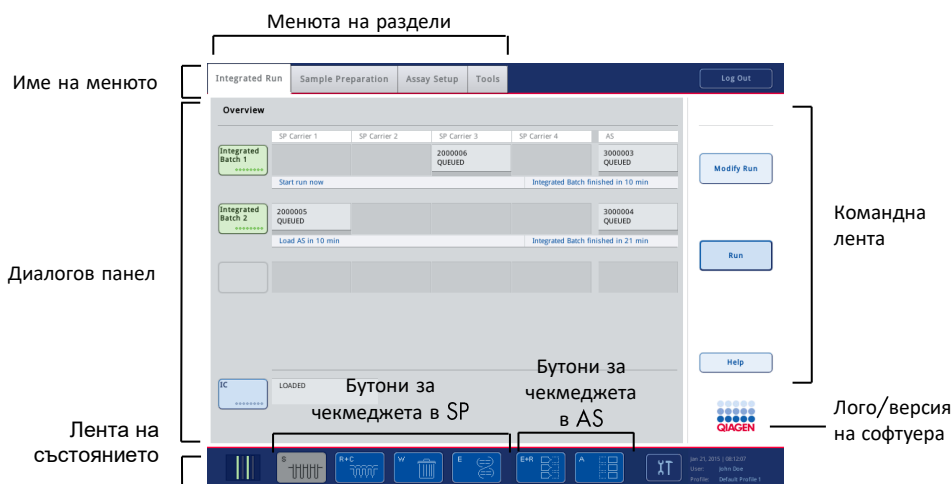 Менюта на раздели
Име на менюто
Integrated Run
Sample Preparation
Assay Setup
Tools
Log Out
Диалогов панел
Overview
SP Carrier 1
SP Carrier 2
SP Carrier 3
SP Carrier 4
AS
Integrated
Batch 1
2000006
QUEUED
3000003
QUEUED
Start run now
Integrated Batch finished in 10 min
Integrated
Batch 2
2000005
QUEUED
3000004
QUEUED
Load AS in 10 min
Integrated Batch finished in 21 min
IC
LOADED
Бутони за
чекмеджета в SP
Бутони за
чекмеджета
в AS
Modify Run
Run
Help
Командна
лента
QIAGEN
Лого/версия
на софтуера
Лента на
състоянието
S
R+C
W
E
E+R
A
Jan 21, 2015 | 08:12:07
User: John Doe
Profile: Default Profile 1